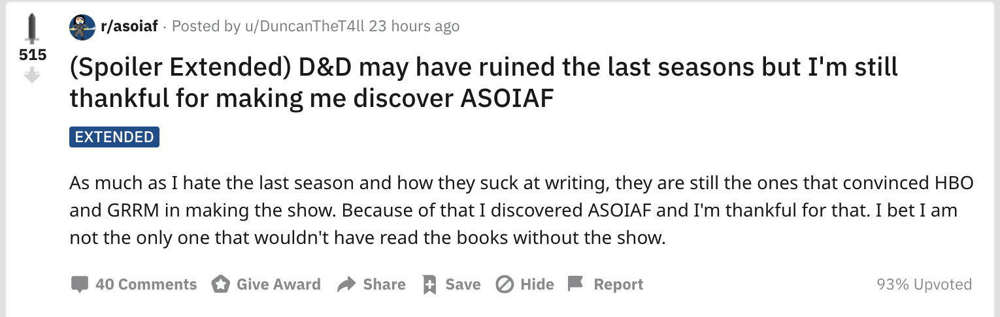 r/asoiaf · Posted by u/DuncanTheT4ll 23 hours ago
515
(Spoiler Extended) D&D may have ruined the last seasons but I'm still
thankful for making me discover ASOIAF
EXTENDED
As much as I hate the last season and how they suck at writing, they are still the ones that convinced HBO
and GRRM in making the show. Because of that I discovered ASOIAF and I'm thankful for that. I bet I am
not the only one that wouldn't have read the books without the show.
40 Comments Give Award Share Save Hide Report 93% Upvoted